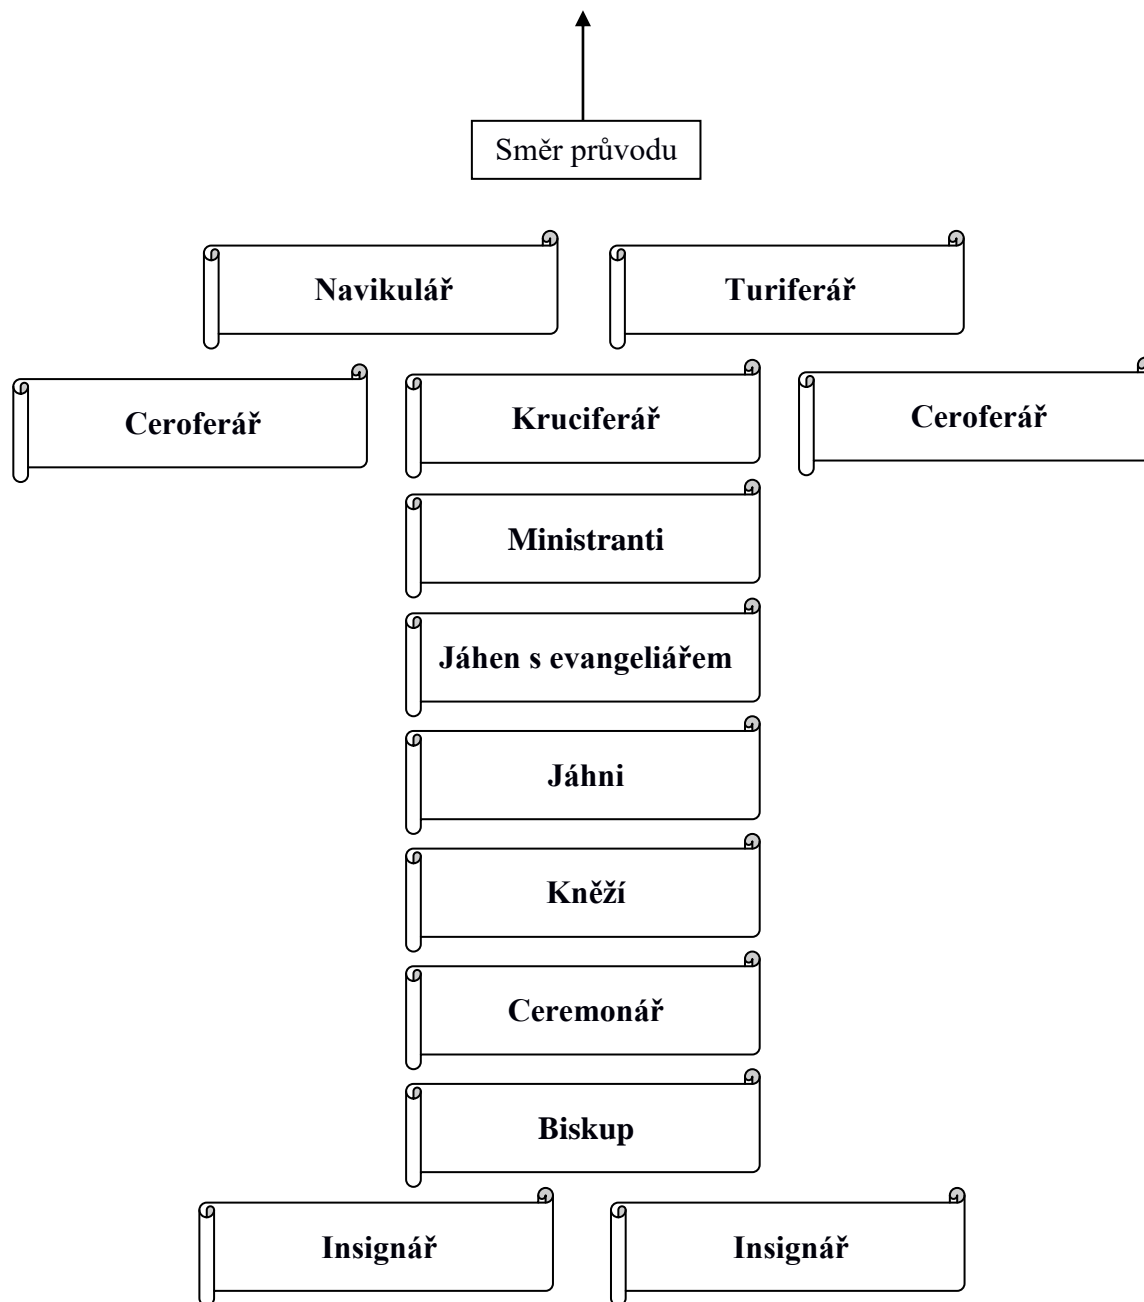 Směr průvodu
Navikulář
Turiferář
Ceroferář
Kruciferář
Ceroferář
Ministranti
Jáhen s evangeliářem
Jáhni
Kněží
Ceremonář
Biskup
Insignář
Insignář